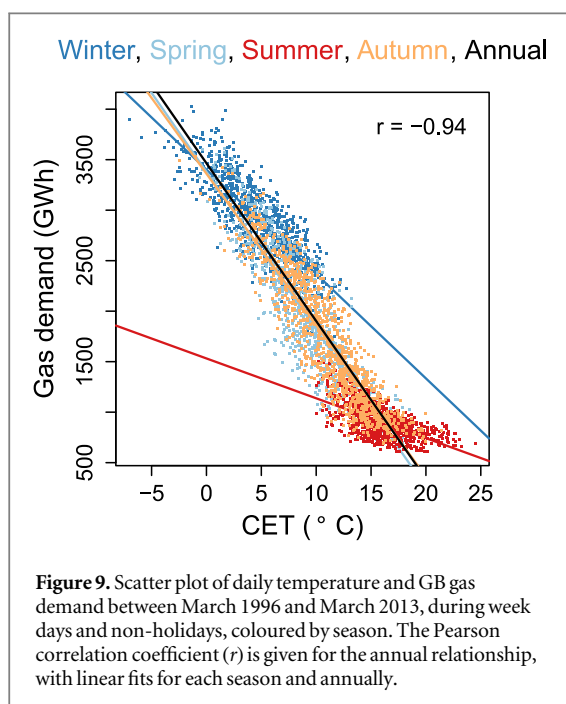 Winter, Spring, Summer, Autumn, Annual
r = −0.94
Gas demand (GWh)
3500
2500
1500
500
−5 0 5 10 15 20 25
CET ( ° C)
Figure 9. Scatter plot of daily temperature and GB gas
demand between March 1996 and March 2013, during week
days and non-holidays, coloured by season. The Pearson
correlation coefficient (r) is given for the annual relationship,
with linear fits for each season and annually.